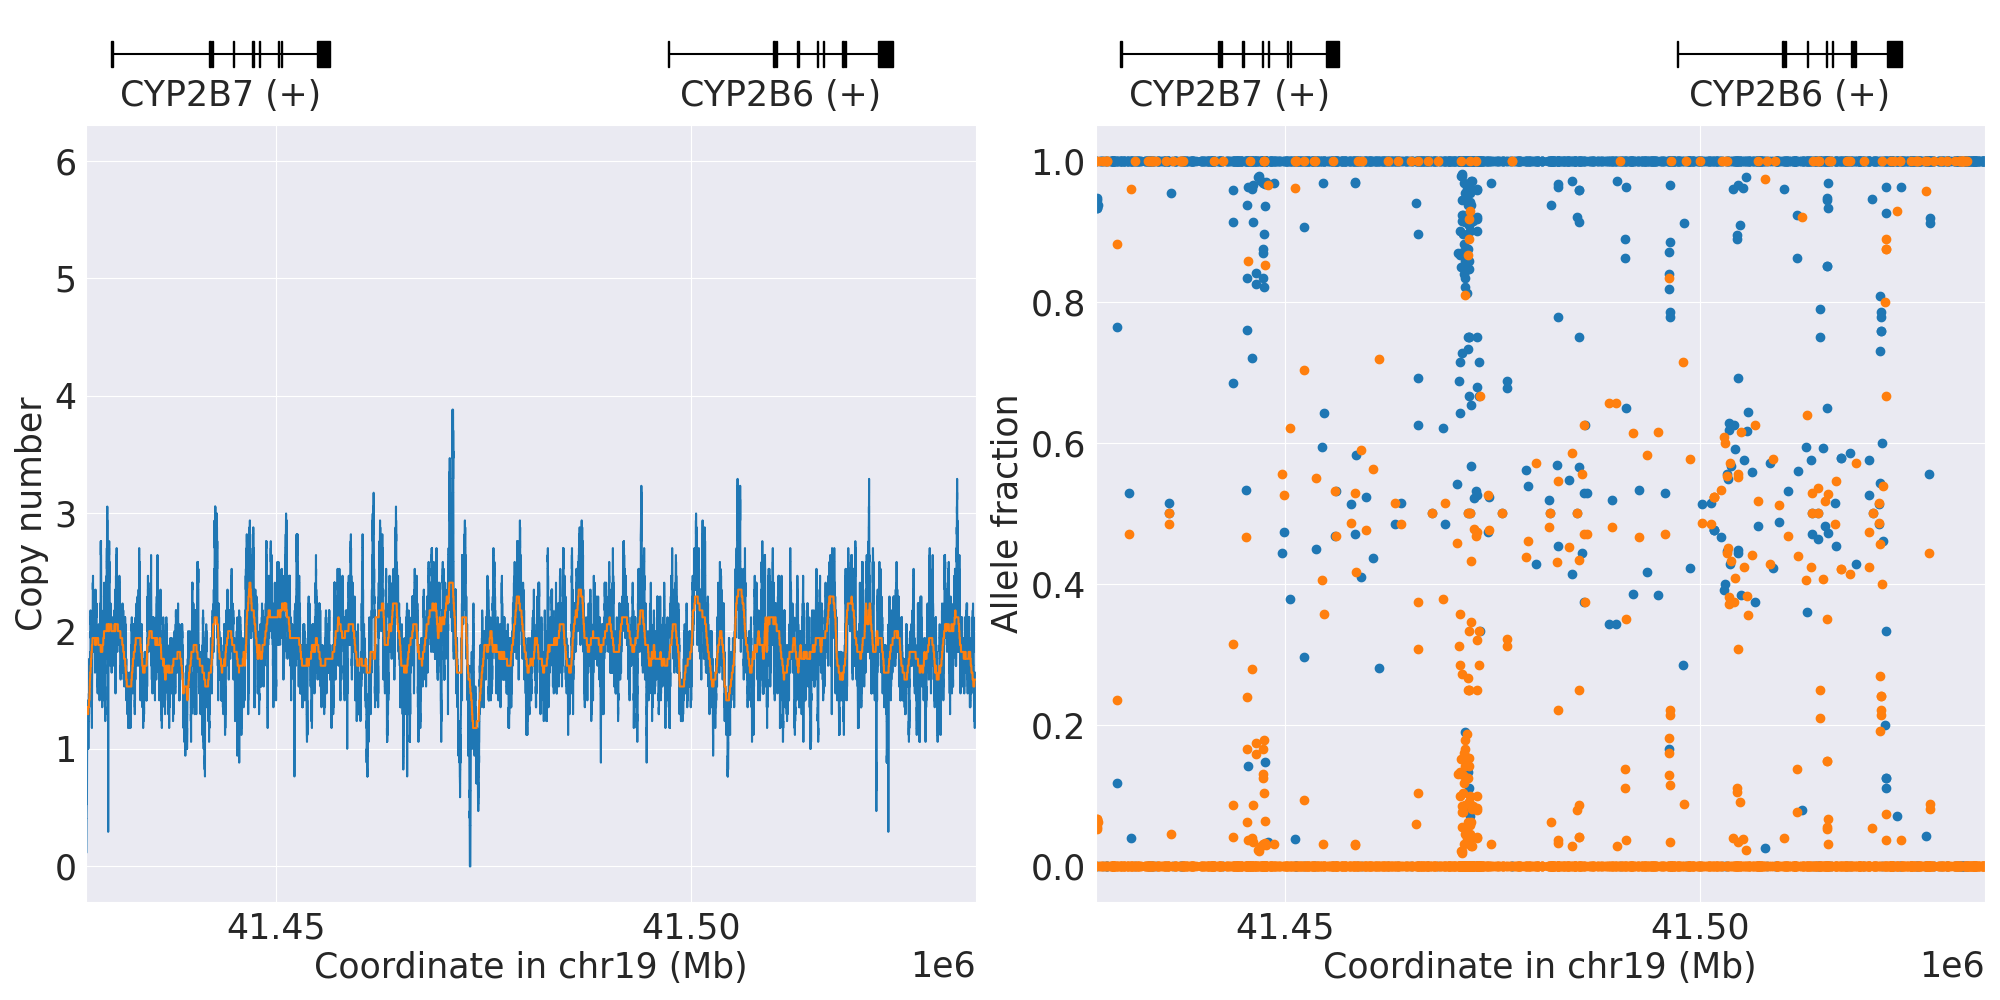 CYP2B7 (+)
CYP2B6 (+)
6
5
4
3
2
1
0
Copy number
41.45
41.50
Coordinate in chr19 (Mb)
1e6
CYP2B7 (+)
CYP2B6 (+)
1.0
0.8
0.6
0.4
0.2
0.0
Allele fraction
41.45
41.50
Coordinate in chr19 (Mb)
1e6